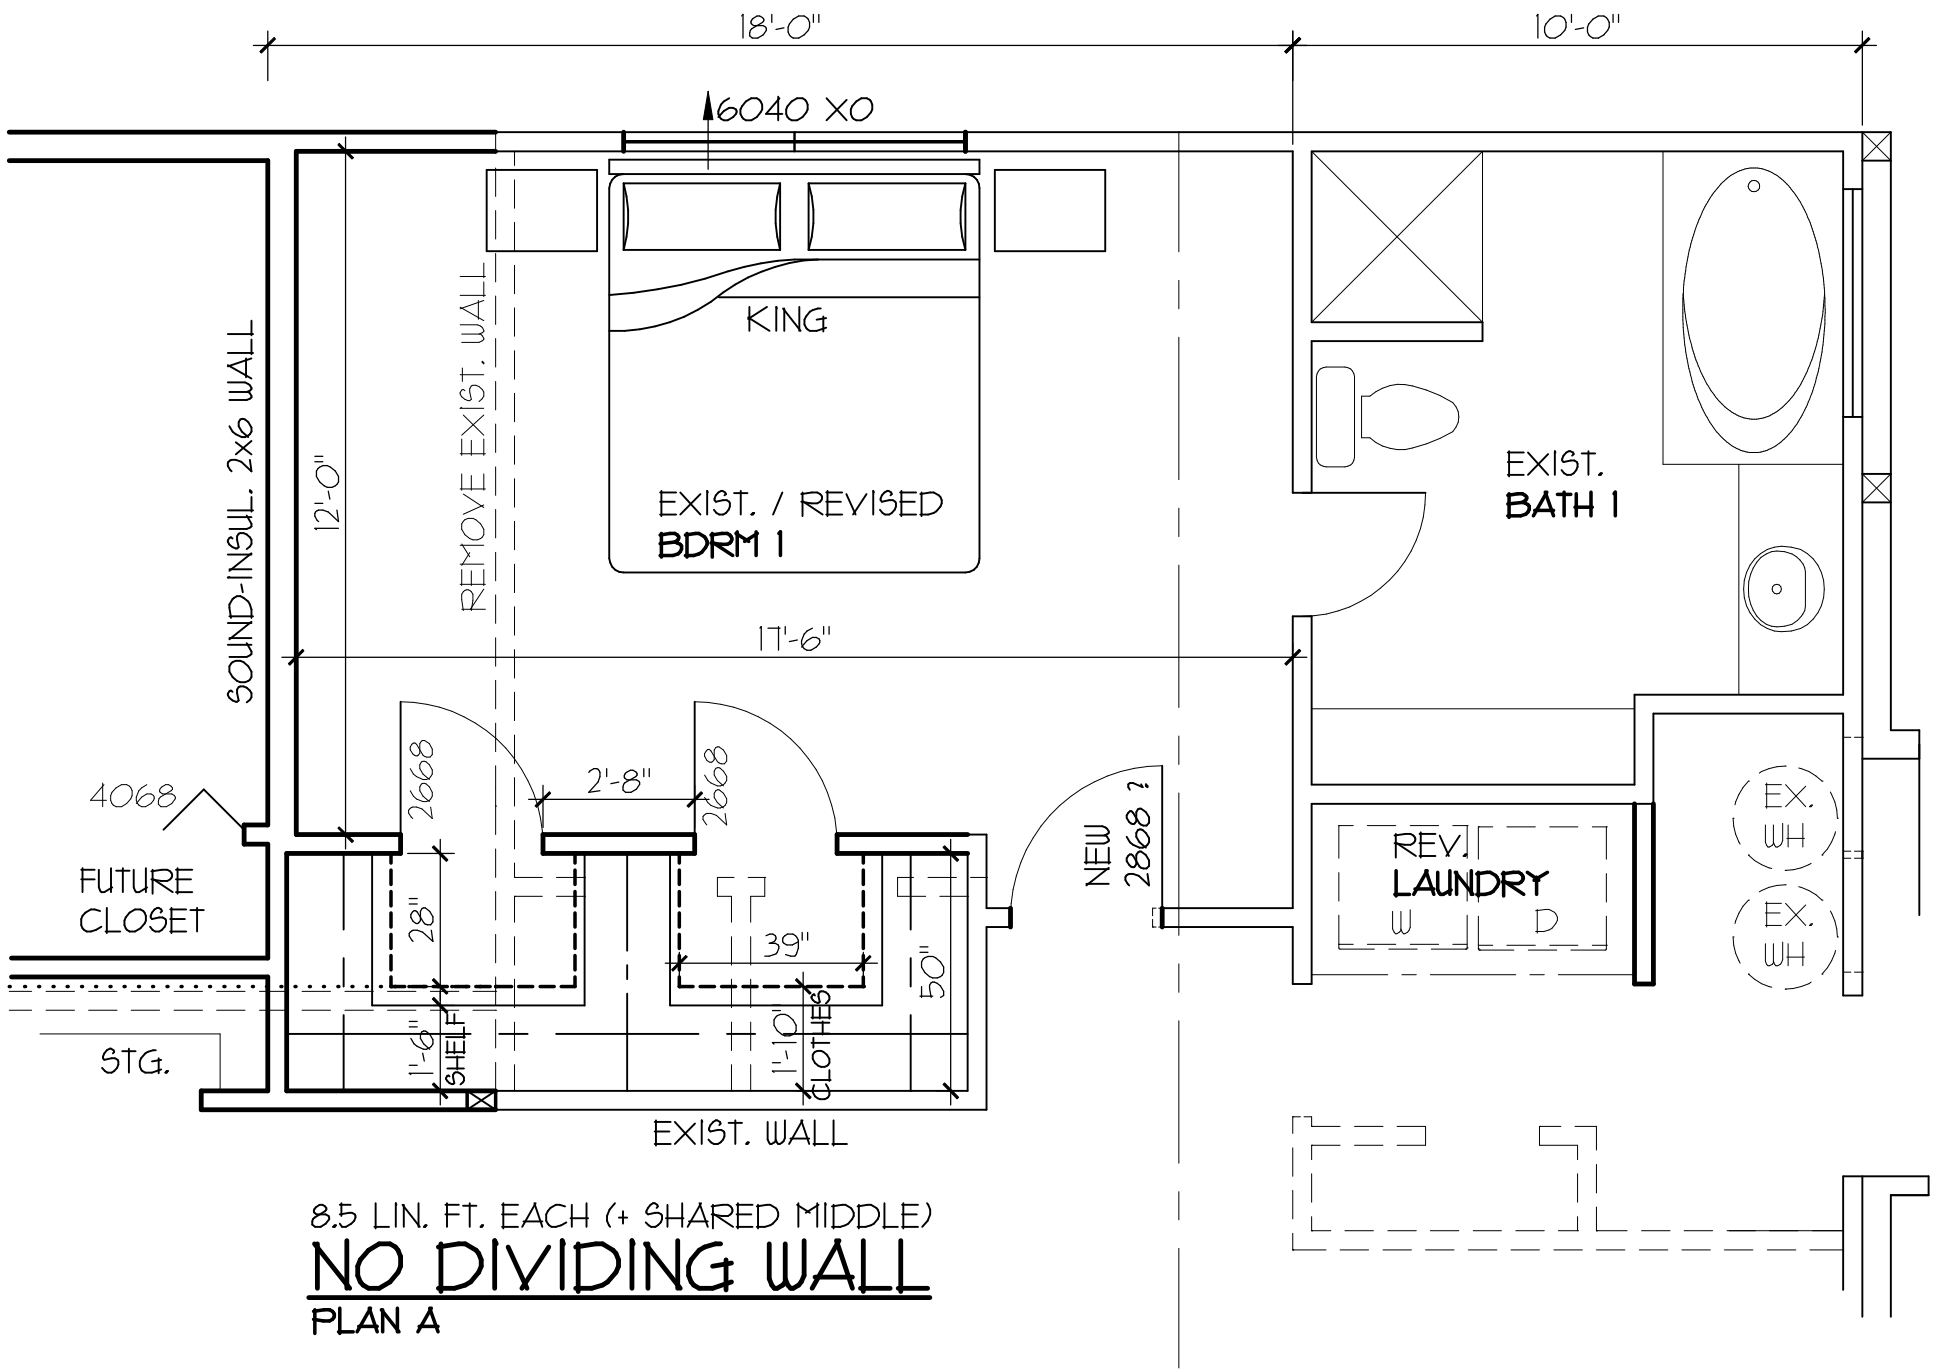 18'-0"
10'-0"
6040 XO
KING
REMOVE EXIST. WALL
SOUND-INSUL. 2x6 WALL
12'-0"
EXIST. / REVISED
BDRM 1
EXIST.
BATH 1
17'-6"
2668
2'-8"
2668
4068
NEW
2868 ?
FUTURE
CLOSET
REV.
LAUNDRY
W
D
EX.
WH
EX.
WH
28"
39"
50"
1'-6"
SHELF
1'-10"
CLOTHES
STG.
EXIST. WALL
8.5 LIN. FT. EACH (+ SHARED MIDDLE)
NO DIVIDING WALL
PLAN A